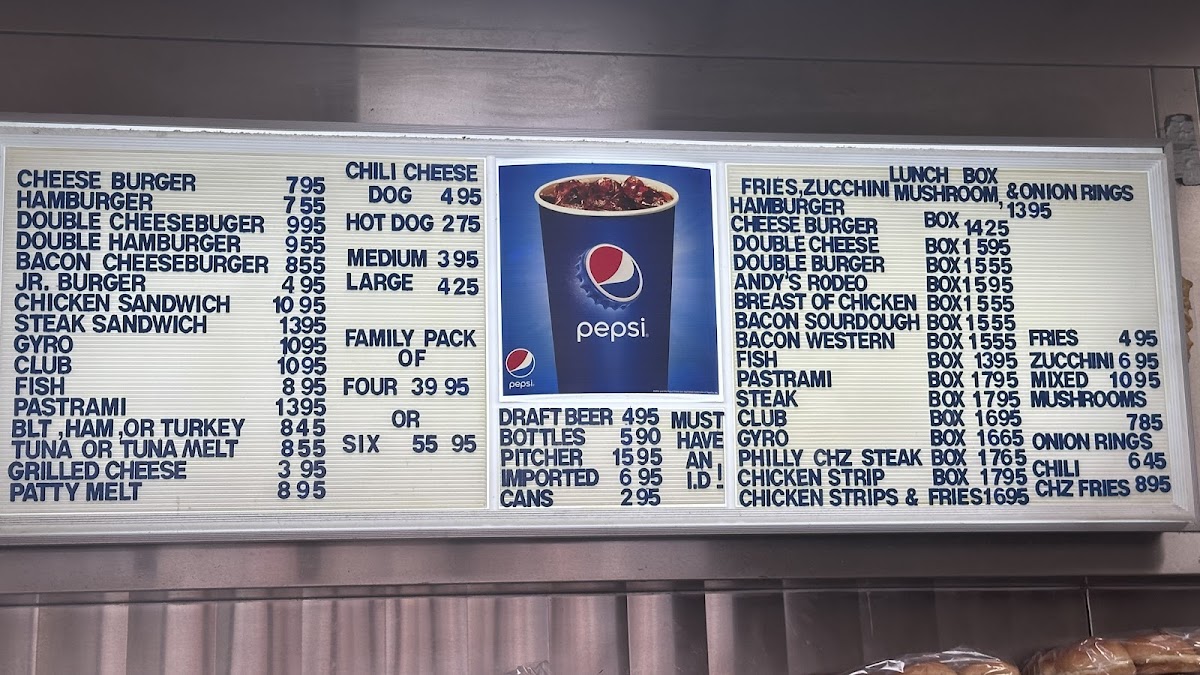 CHEESE BURGER 795
HAMBURGER 755
DOUBLE CHEESEBUGER 995
DOUBLE HAMBURGER 955
BACON CHEESEBURGER 855
JR. BURGER 495
CHICKEN SANDWICH 1095
STEAK SANDWICH 1395
GYRO 1095
CLUB 1095
FISH 895
PASTRAMI 1395
BLT ,HAM ,OR TURKEY 845
TUNA OR TUNA MELT 855
GRILLED CHEESE 395
PATTY MELT 895
CHILI CHEESE
DOG 495
HOT DOG 275
MEDIUM 395
LARGE 425
FAMILY PACK
OF
FOUR 39 95
OR
SIX 55 95
pepsi
pepsi
DRAFT BEER 495
BOTTLES 590
PITCHER 1595
IMPORTED 695
CANS 295
MUST
HAVE
AN
I.D !
LUNCH BOX
FRIES,ZUCCHINI MUSHROOM, &ONION RINGS
HAMBURGER BOX 1395
CHEESE BURGER 1425
DOUBLE CHEESE BOX 1595
DOUBLE BURGER BOX 1555
ANDY'S RODEO BOX 1595
BREAST OF CHICKEN BOX 1555
BACON SOURDOUGH BOX 1555
BACON WESTERN BOX 1555
FISH BOX 1395
PASTRAMI BOX 1795
STEAK BOX 1795
CLUB BOX 1695
GYRO BOX 1665
PHILLY CHZ STEAK BOX 1765
CHICKEN STRIP BOX 1795
CHICKEN STRIPS & FRIES 1695
FRIES 495
ZUCCHINI 695
MIXED 1095
MUSHROOMS
785
ONION RINGS
645
CHILI
CHZ FRIES 895